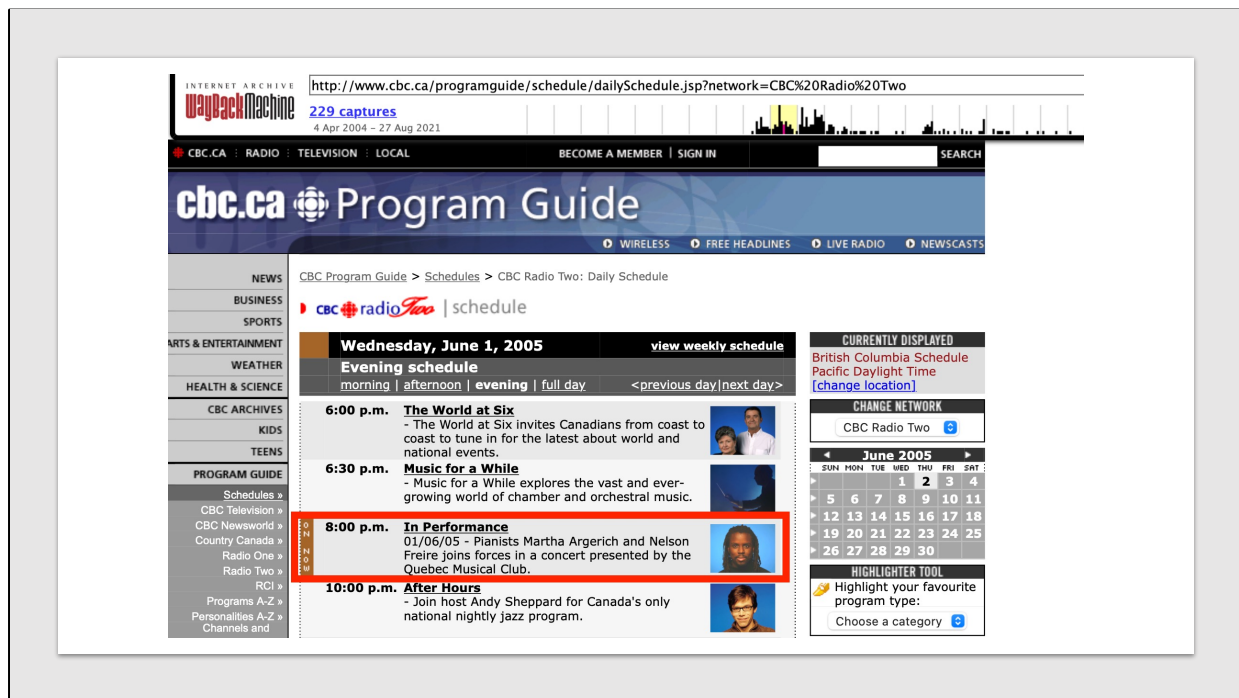 INTERNET ARCHIVE
WayBackMachine
http://www.cbc.ca/programguide/schedule/dailySchedule.jsp?network=CBC%20Radio%20Two
229 captures
4 Apr 2004 – 27 Aug 2021
CBC.CA RADIO TELEVISION LOCAL BECOME A MEMBER | SIGN IN SEARCH
cbc.ca Program Guide
WIRELESS FREE HEADLINES LIVE RADIO NEWSCASTS
NEWS
BUSINESS
SPORTS
ARTS & ENTERTAINMENT
WEATHER
HEALTH & SCIENCE
CBC ARCHIVES
KIDS
TEENS
PROGRAM GUIDE
Schedules »
CBC Television »
CBC Newsworld »
Country Canada »
Radio One »
Radio Two »
RCI »
Programs A-Z »
Personalities A-Z »
Channels and
CBC Program Guide > Schedules > CBC Radio Two: Daily Schedule
CBC radio Two | schedule
Wednesday, June 1, 2005 view weekly schedule
Evening schedule
morning | afternoon | evening | full day <previous day|next day>
6:00 p.m. The World at Six
- The World at Six invites Canadians from coast to
coast to tune in for the latest about world and
national events.
6:30 p.m. Music for a While
- Music for a While explores the vast and ever-
growing world of chamber and orchestral music.
ON NOW
8:00 p.m. In Performance
01/06/05 - Pianists Martha Argerich and Nelson
Freire joins forces in a concert presented by the
Quebec Musical Club.
10:00 p.m. After Hours
- Join host Andy Sheppard for Canada's only
national nightly jazz program.
CURRENTLY DISPLAYED
British Columbia Schedule
Pacific Daylight Time
[change location]
CHANGE NETWORK
CBC Radio Two
June 2005
SUN MON TUE WED THU FRI SAT
1 2 3 4
5 6 7 8 9 10 11
12 13 14 15 16 17 18
19 20 21 22 23 24 25
26 27 28 29 30
HIGHLIGHTER TOOL
Highlight your favourite
program type:
Choose a category